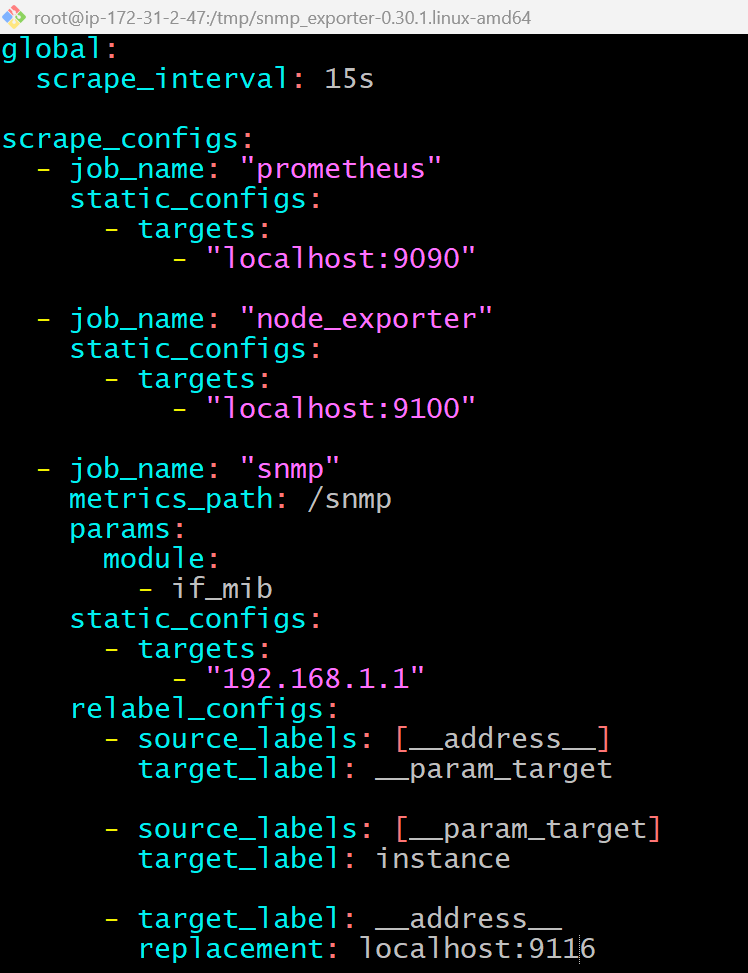 root@ip-172-31-2-47:/tmp/snmp_exporter-0.30.1.linux-amd64
global:
  scrape_interval: 15s

scrape_configs:
  - job_name: "prometheus"
    static_configs:
      - targets:
          - "localhost:9090"

  - job_name: "node_exporter"
    static_configs:
      - targets:
          - "localhost:9100"

  - job_name: "snmp"
    metrics_path: /snmp
    params:
      module:
        - if_mib
    static_configs:
      - targets:
          - "192.168.1.1"
    relabel_configs:
      - source_labels: [__address__]
        target_label: __param_target

      - source_labels: [__param_target]
        target_label: instance

      - target_label: __address__
        replacement: localhost:9116